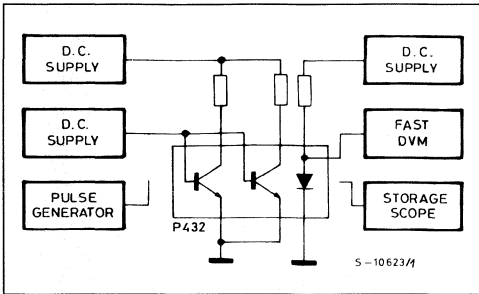 D.C.
SUPPLY
D.C.
SUPPLY
D.C.
SUPPLY
FAST
DVM
PULSE
GENERATOR
STORAGE
SCOPE
P432
S-10623/1